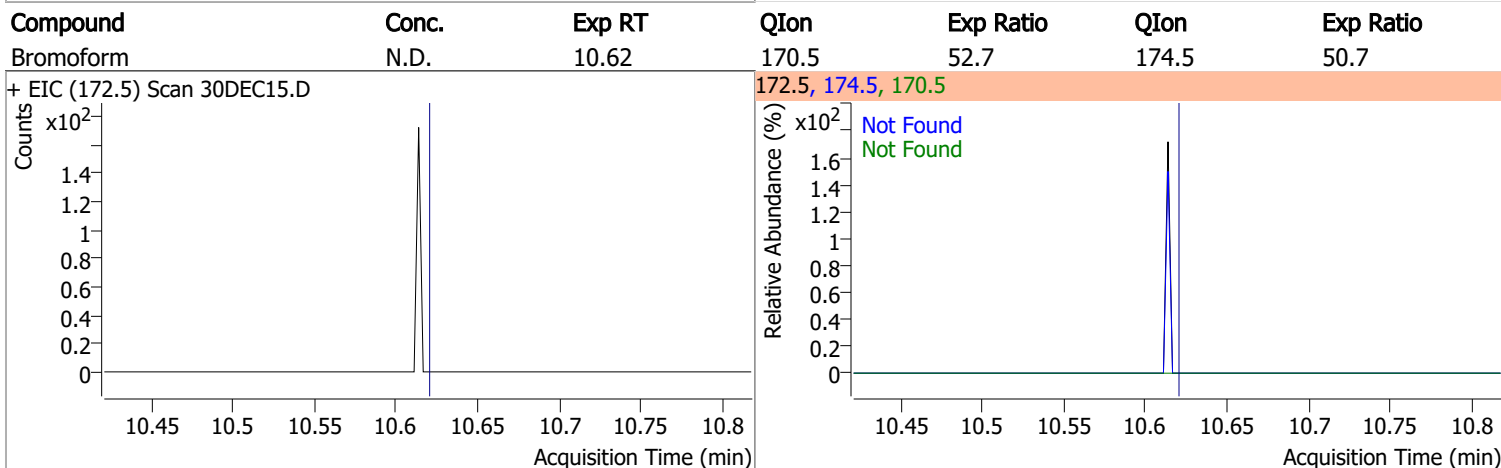 Compound Conc. Exp RT QIon Exp Ratio QIon Exp Ratio
Bromoform N.D. 10.62 170.5 52.7 174.5 50.7
+ EIC (172.5) Scan 30DEC15.D
Counts
x10²
1.4
1.2
1
0.8
0.6
0.4
0.2
0
10.45 10.5 10.55 10.6 10.65 10.7 10.75 10.8
Acquisition Time (min)
172.5, 174.5, 170.5
Relative Abundance (%)
x10²
Not Found
Not Found
1.6
1.4
1.2
1
0.8
0.6
0.4
0.2
0
10.45 10.5 10.55 10.6 10.65 10.7 10.75 10.8
Acquisition Time (min)